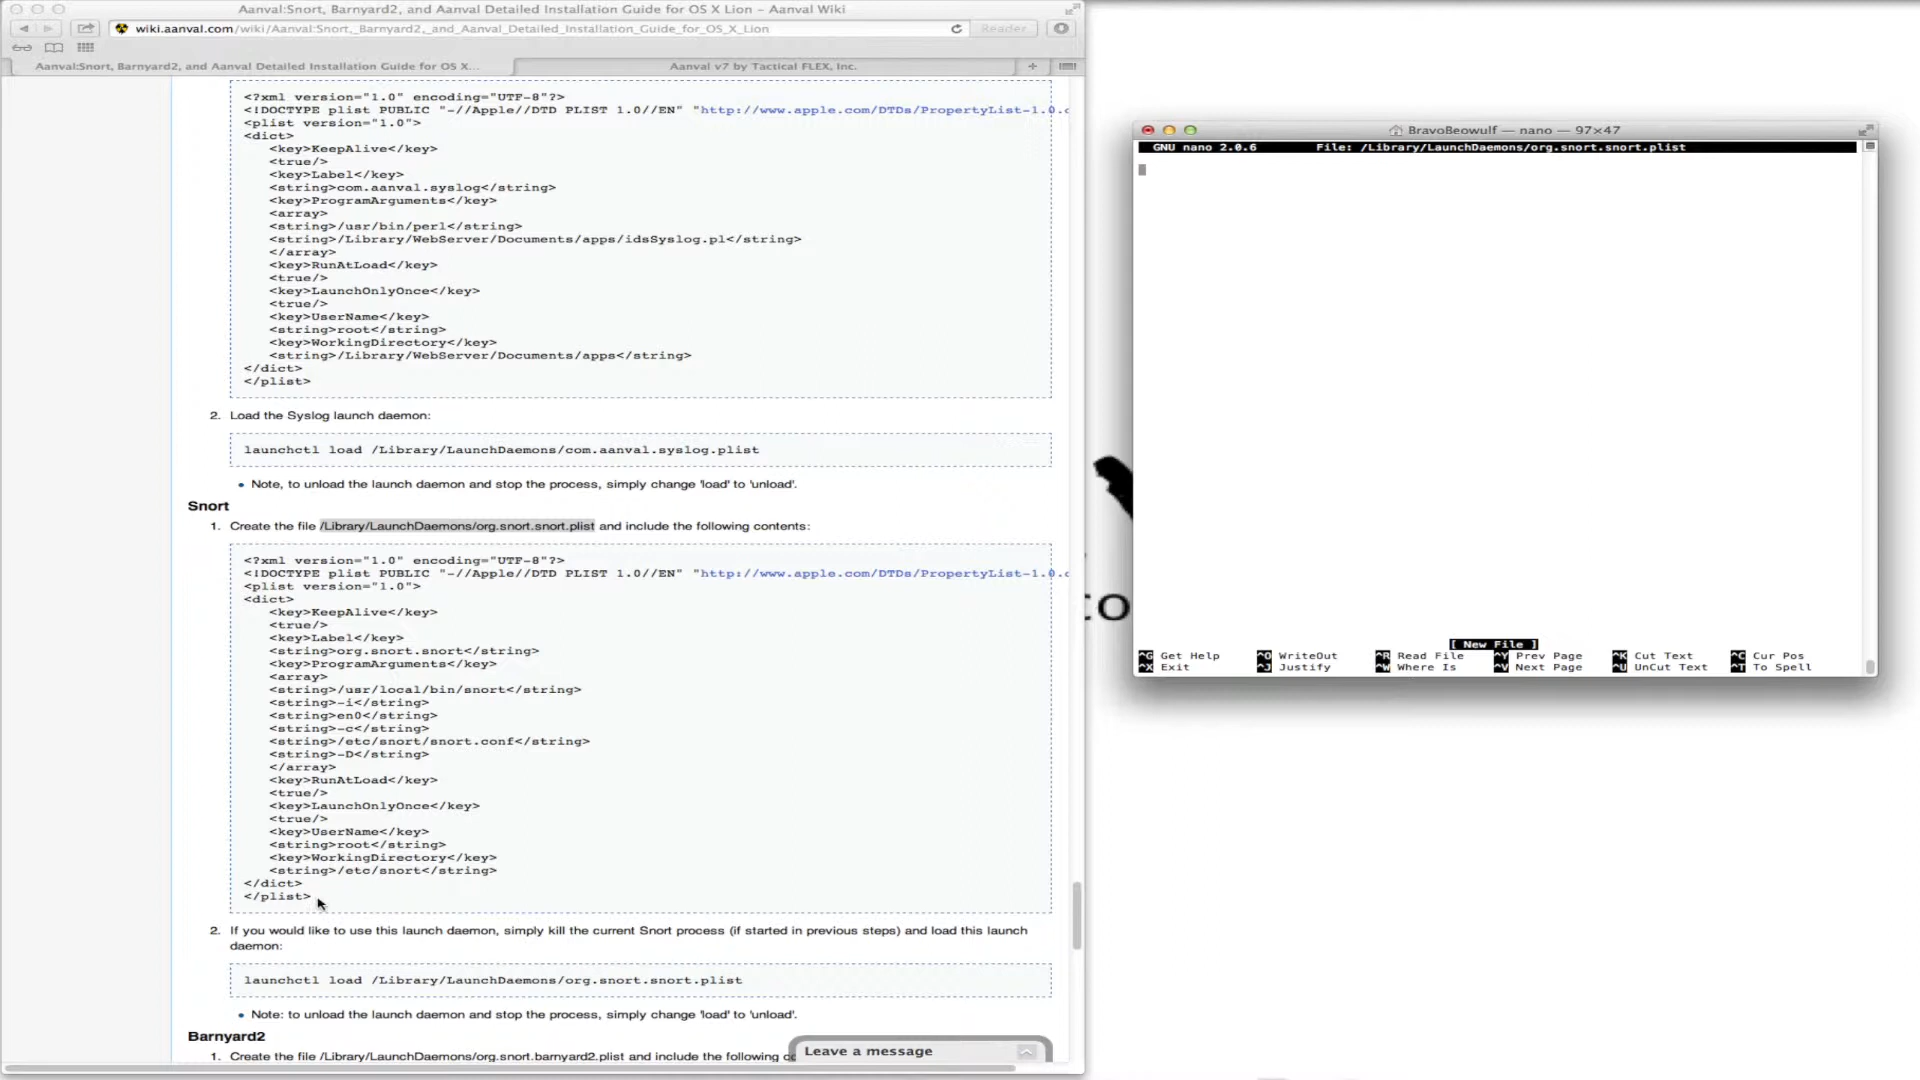 Aanval:Snort, Barnyard2, and Aanval Detailed Installation Guide for OS X Lion – Aanval Wiki
wiki.aanval.com/wiki/Aanval:Snort,_Barnyard2,_and_Aanval_Detailed_Installation_Guide_for_OS_X_Lion
Reader
Aanval:Snort, Barnyard2, and Aanval Detailed Installation Guide for OS X...
Aanval v7 by Tactical FLEX, Inc.
<?xml version="1.0" encoding="UTF-8"?>
<!DOCTYPE plist PUBLIC "-//Apple//DTD PLIST 1.0//EN" "http://www.apple.com/DTDs/PropertyList-1.0.
<plist version="1.0">
<dict>
<key>KeepAlive</key>
<true/>
<key>Label</key>
<string>com.aanval.syslog</string>
<key>ProgramArguments</key>
<array>
<string>/usr/bin/perl</string>
<string>/Library/WebServer/Documents/apps/idsSyslog.pl</string>
</array>
<key>RunAtLoad</key>
<true/>
<key>LaunchOnlyOnce</key>
<true/>
<key>UserName</key>
<string>root</string>
<key>WorkingDirectory</key>
<string>/Library/WebServer/Documents/apps</string>
</dict>
</plist>
2. Load the Syslog launch daemon:
launchctl load /Library/LaunchDaemons/com.aanval.syslog.plist
• Note, to unload the launch daemon and stop the process, simply change 'load' to 'unload'.
Snort
1. Create the file /Library/LaunchDaemons/org.snort.snort.plist and include the following contents:
<?xml version="1.0" encoding="UTF-8"?>
<!DOCTYPE plist PUBLIC "-//Apple//DTD PLIST 1.0//EN" "http://www.apple.com/DTDs/PropertyList-1.0.
<plist version="1.0">
<dict>
<key>KeepAlive</key>
<true/>
<key>Label</key>
<string>org.snort.snort</string>
<key>ProgramArguments</key>
<array>
<string>/usr/local/bin/snort</string>
<string>-i</string>
<string>en0</string>
<string>-c</string>
<string>/etc/snort/snort.conf</string>
<string>-D</string>
</array>
<key>RunAtLoad</key>
<true/>
<key>LaunchOnlyOnce</key>
<true/>
<key>UserName</key>
<string>root</string>
<key>WorkingDirectory</key>
<string>/etc/snort</string>
</dict>
</plist>
2. If you would like to use this launch daemon, simply kill the current Snort process (if started in previous steps) and load this launch
daemon:
launchctl load /Library/LaunchDaemons/org.snort.snort.plist
• Note: to unload the launch daemon and stop the process, simply change 'load' to 'unload'.
Barnyard2
1. Create the file /Library/LaunchDaemons/org.snort.barnyard2.plist and include the following
Leave a message
BravoBeowulf — nano — 97×47
GNU nano 2.0.6 File: /Library/LaunchDaemons/org.snort.snort.plist
[ New File ]
^G Get Help ^O WriteOut ^R Read File ^Y Prev Page ^K Cut Text ^C Cur Pos
^X Exit ^J Justify ^W Where Is ^V Next Page ^U UnCut Text ^T To Spell